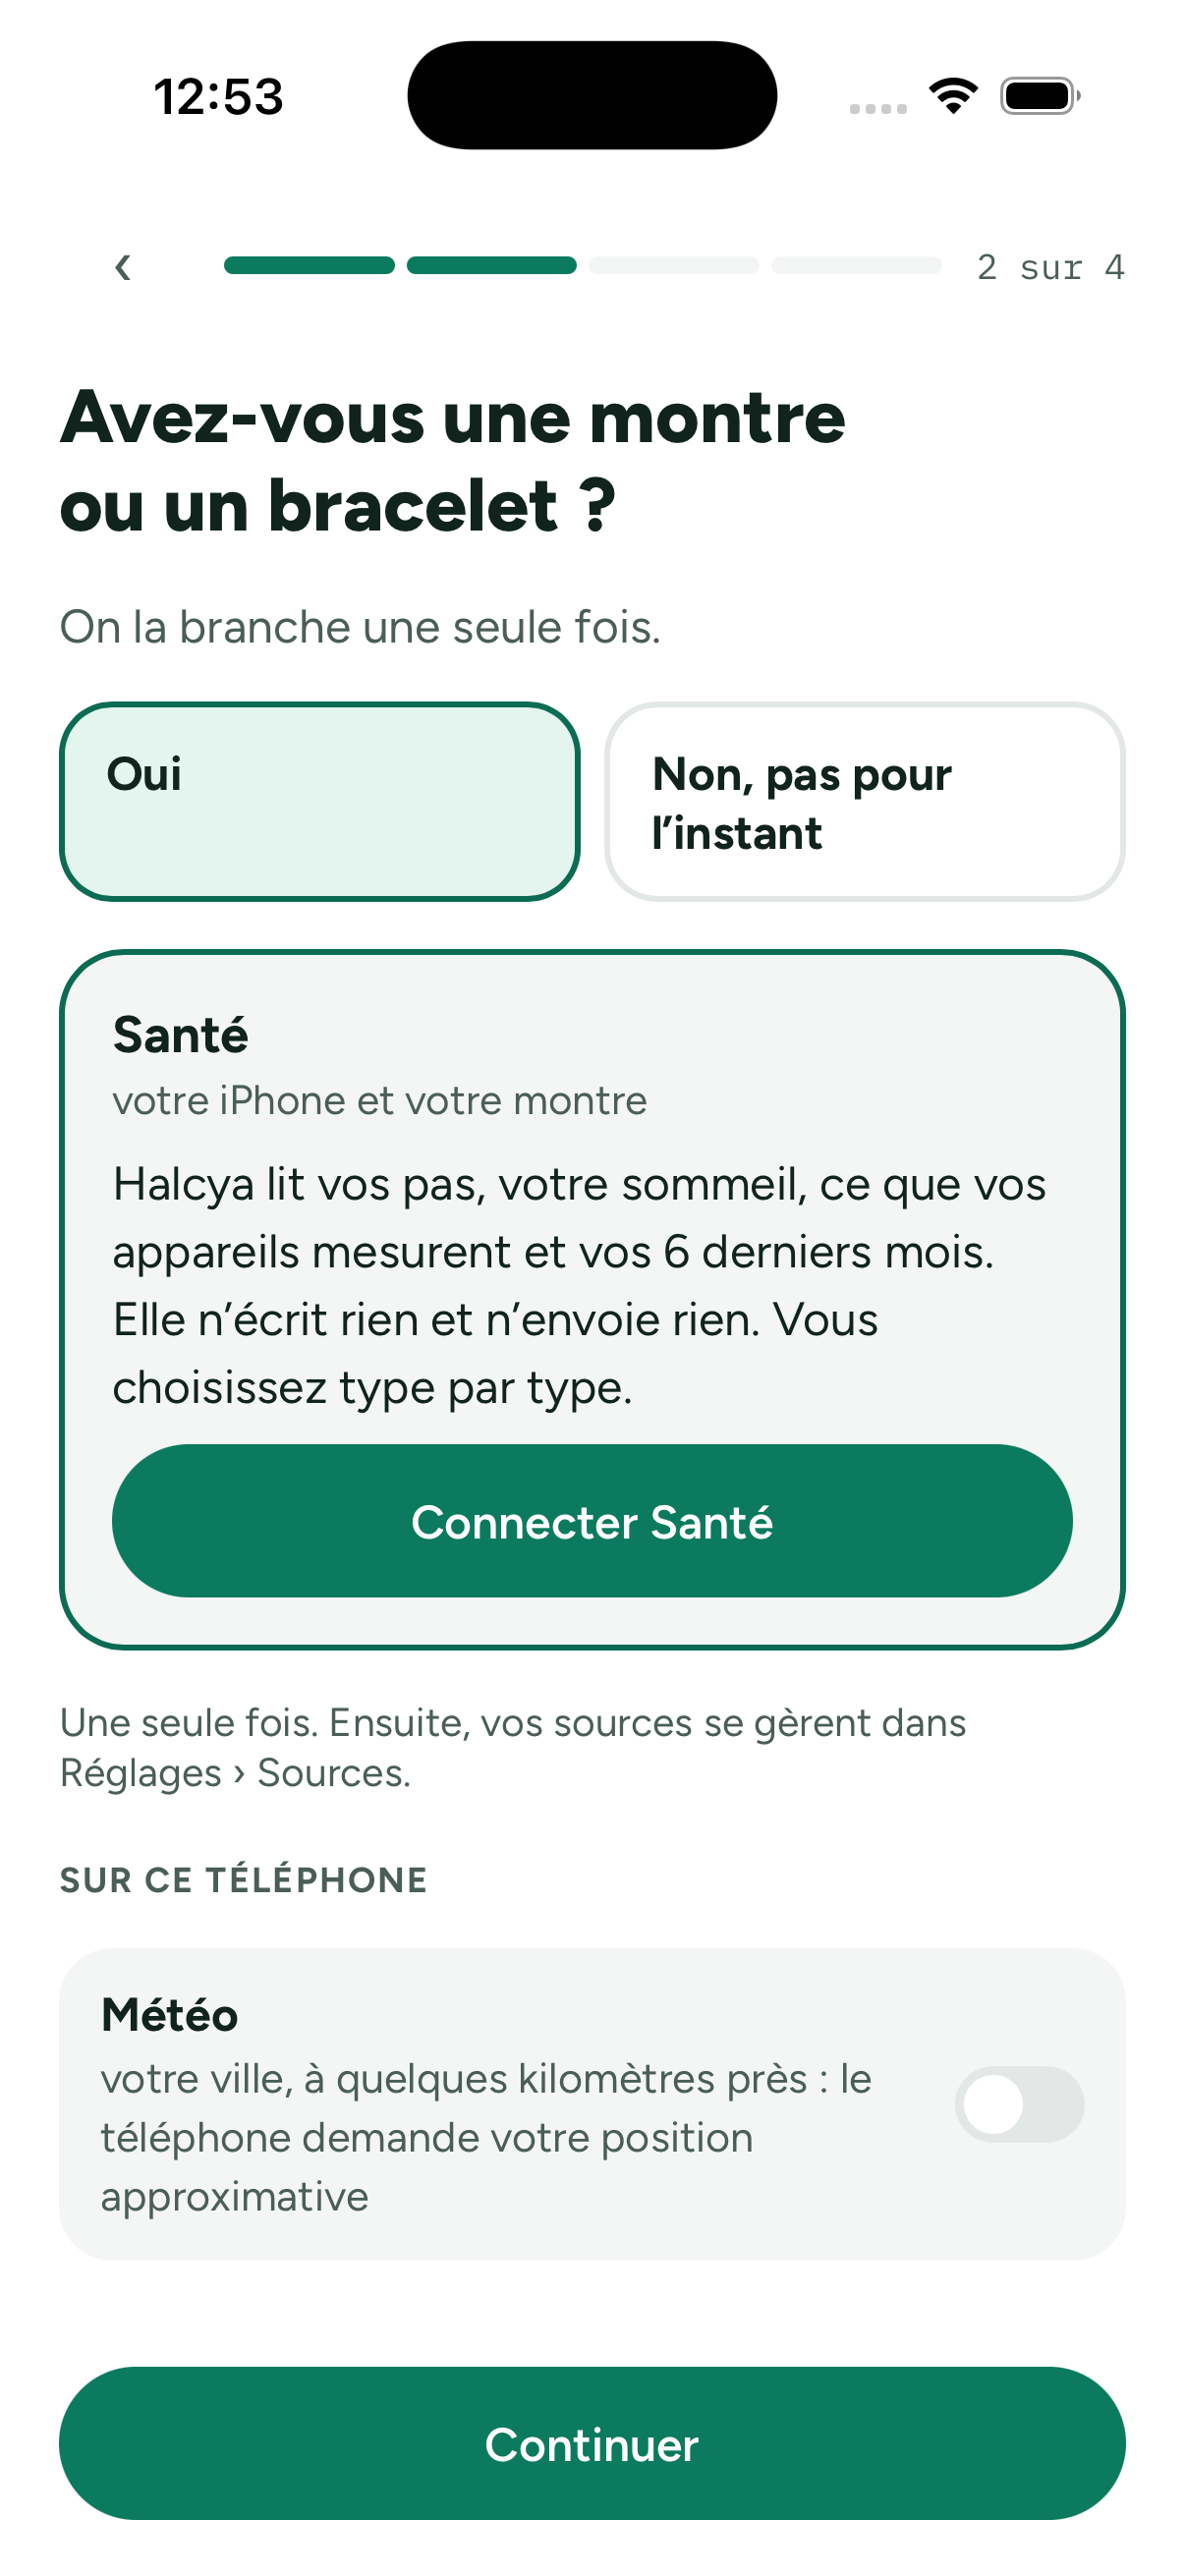 12:53
2 sur 4
Avez-vous une montre
ou un bracelet ?
On la branche une seule fois.
Oui
Non, pas pour
l’instant
Santé
votre iPhone et votre montre
Halcya lit vos pas, votre sommeil, ce que vos
appareils mesurent et vos 6 derniers mois.
Elle n’écrit rien et n’envoie rien. Vous
choisissez type par type.
Connecter Santé
Une seule fois. Ensuite, vos sources se gèrent dans
Réglages › Sources.
SUR CE TÉLÉPHONE
Météo
votre ville, à quelques kilomètres près : le
téléphone demande votre position
approximative
Continuer